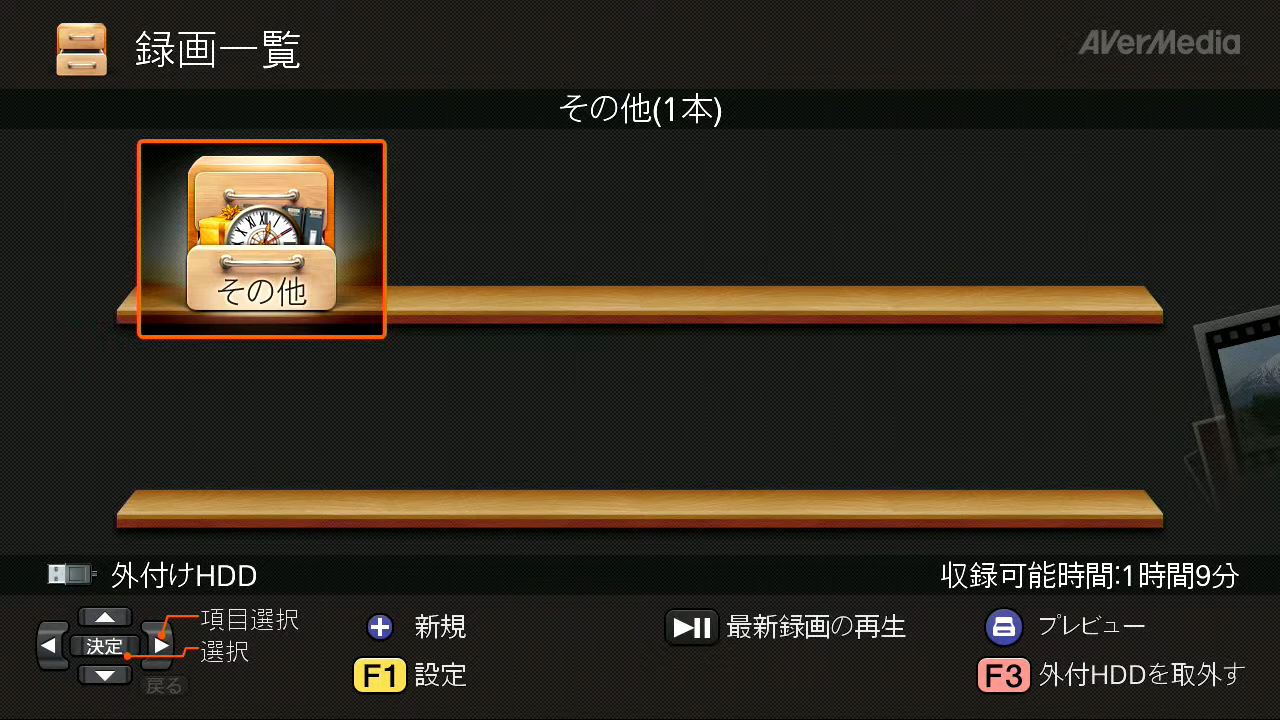 録画一覧
AVerMedia
その他(1本)
その他
外付けHDD
収録可能時間:1時間9分
項目選択
決定
選択
戻る
新規
F1 設定
最新録画の再生
プレビュー
F3 外付HDDを取外す